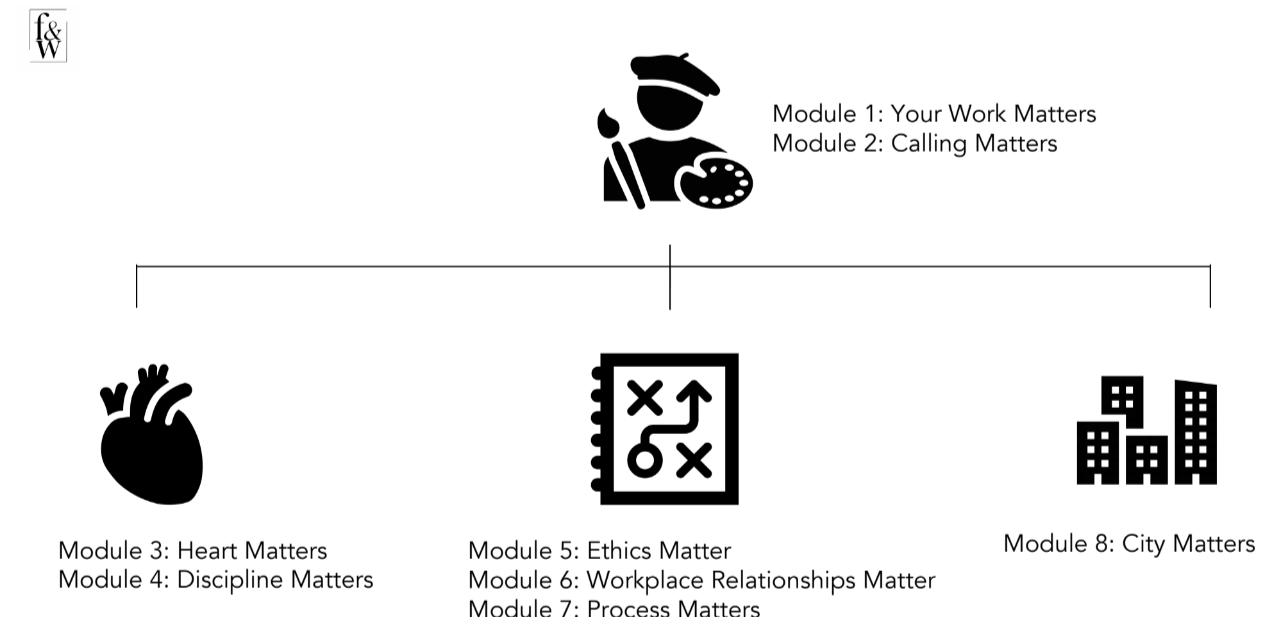 f&
w
Module 1: Your Work Matters
Module 2: Calling Matters
Module 3: Heart Matters
Module 4: Discipline Matters
Module 5: Ethics Matter
Module 6: Workplace Relationships Matter
Module 7: Process Matters
Module 8: City Matters